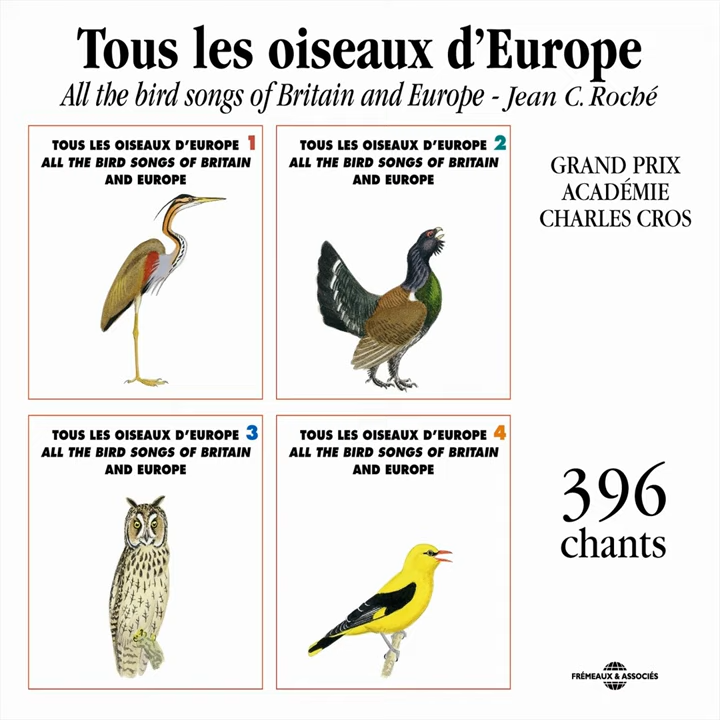 Tous les oiseaux d'Europe
All the bird songs of Britain and Europe - Jean C. Roché
TOUS LES OISEAUX D'EUROPE 1
ALL THE BIRD SONGS OF BRITAIN
AND EUROPE
TOUS LES OISEAUX D'EUROPE 2
ALL THE BIRD SONGS OF BRITAIN
AND EUROPE
GRAND PRIX
ACADÉMIE
CHARLES CROS
TOUS LES OISEAUX D'EUROPE 3
ALL THE BIRD SONGS OF BRITAIN
AND EUROPE
TOUS LES OISEAUX D'EUROPE 4
ALL THE BIRD SONGS OF BRITAIN
AND EUROPE
396
chants
FRÉMEAUX & ASSOCIÉS